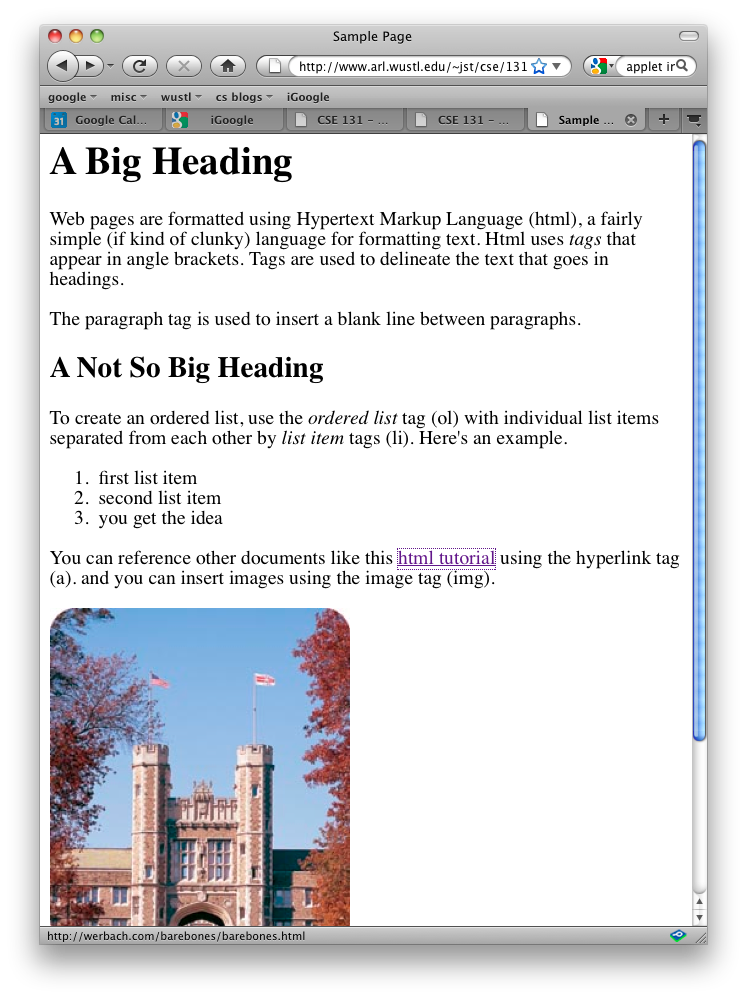 Sample Page
http://www.arl.wustl.edu/~jst/cse/131
applet ir
google misc wustl cs blogs iGoogle
31 Google Cal... iGoogle CSE 131 – ... CSE 131 – ... Sample ...
A Big Heading
Web pages are formatted using Hypertext Markup Language (html), a fairly
simple (if kind of clunky) language for formatting text. Html uses tags that
appear in angle brackets. Tags are used to delineate the text that goes in
headings.
The paragraph tag is used to insert a blank line between paragraphs.
A Not So Big Heading
To create an ordered list, use the ordered list tag (ol) with individual list items
separated from each other by list item tags (li). Here's an example.
1. first list item
2. second list item
3. you get the idea
You can reference other documents like this html tutorial using the hyperlink tag
(a). and you can insert images using the image tag (img).
http://werbach.com/barebones/barebones.html